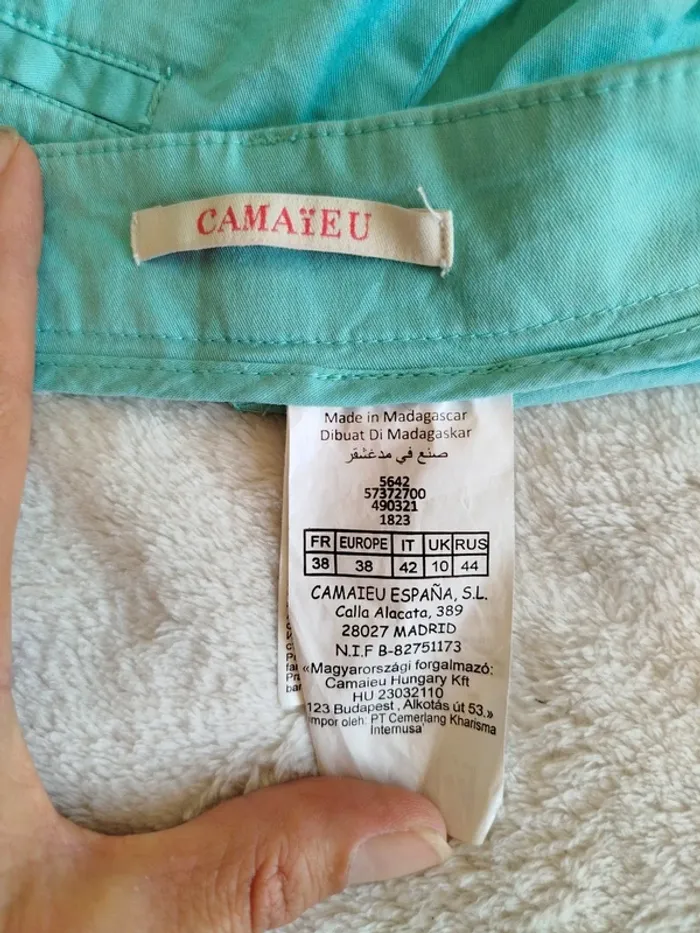 CAMAÏEU
Made in Madagascar
Dibuat Di Madagaskar
صنع في مدغشقر
5642
57372700
490321
1823
FR EUROPE IT UK RUS
38 38 42 10 44
CAMAIEU ESPAÑA, S.L.
Calla Alacata, 389
28027 MADRID
N.I.F B-82751173
«Magyarországi forgalmazó:
Camaieu Hungary Kft
HU 23032110
123 Budapest, Alkotás út 53.»
mpor oleh: PT Cemerlang Kharisma
Internusa